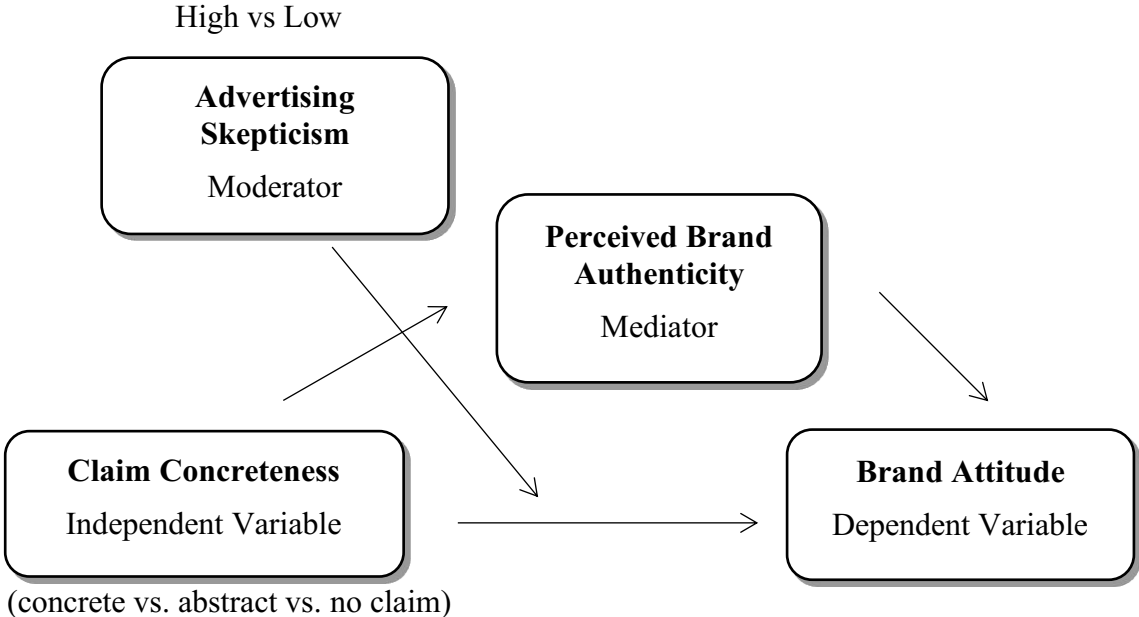 High vs Low
Advertising
Skepticism
Moderator
Perceived Brand
Authenticity
Mediator
Claim Concreteness
Independent Variable
Brand Attitude
Dependent Variable
(concrete vs. abstract vs. no claim)